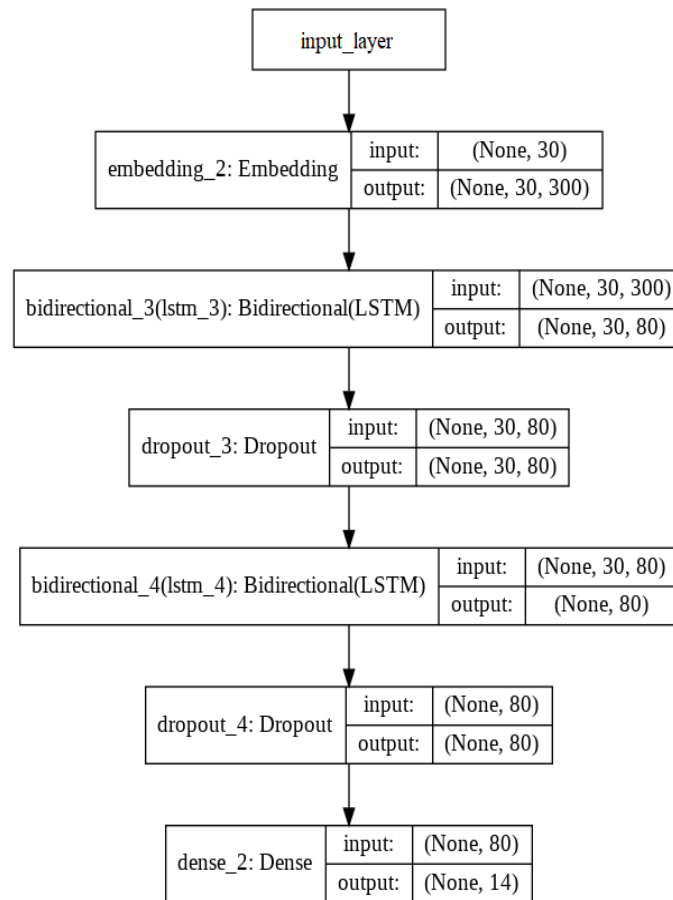 input_layer
embedding_2: Embedding
input:
(None, 30)
output:
(None, 30, 300)
bidirectional_3(lstm_3): Bidirectional(LSTM)
input:
(None, 30, 300)
output:
(None, 30, 80)
dropout_3: Dropout
input:
(None, 30, 80)
output:
(None, 30, 80)
bidirectional_4(lstm_4): Bidirectional(LSTM)
input:
(None, 30, 80)
output:
(None, 80)
dropout_4: Dropout
input:
(None, 80)
output:
(None, 80)
dense_2: Dense
input:
(None, 80)
output:
(None, 14)